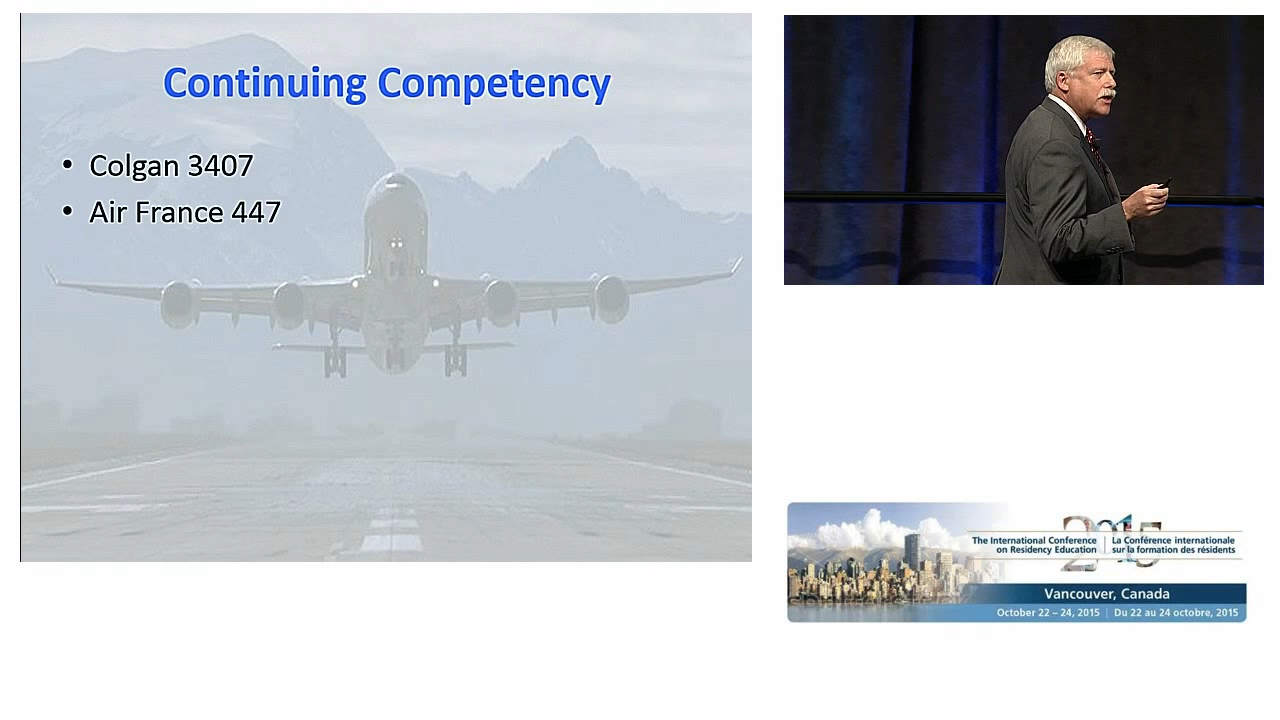 Continuing Competency
• Colgan 3407
• Air France 447
2015
The International Conference
on Residency Education
La Conférence internationale
sur la formation des résidents
Vancouver, Canada
October 22 – 24, 2015 | Du 22 au 24 octobre, 2015